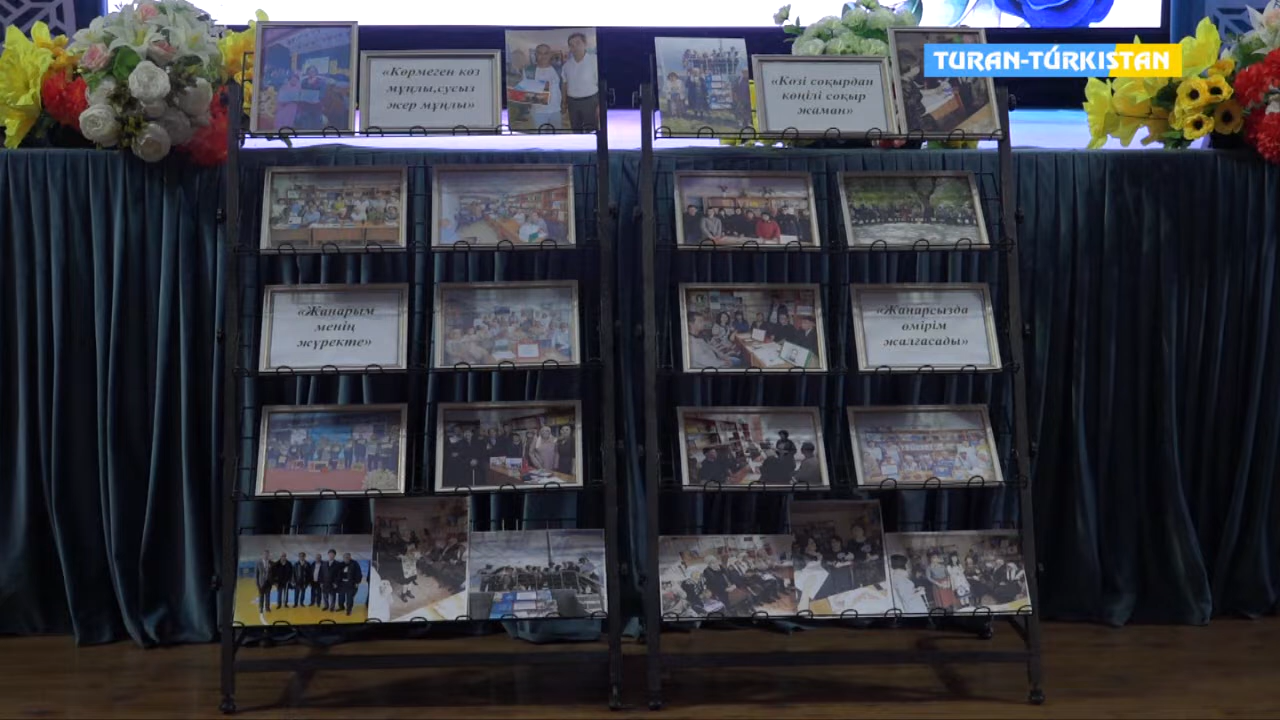 TURAN-TÚRKISTAN
«Көрмеген көз
мұңлы,сусыз
жер мұңлы»
«Көзі соқырдан
көңілі соқыр
жаман»
«Жанарым
менің
жүректе»
«Жанарсызда
өмірім
жалғасады»